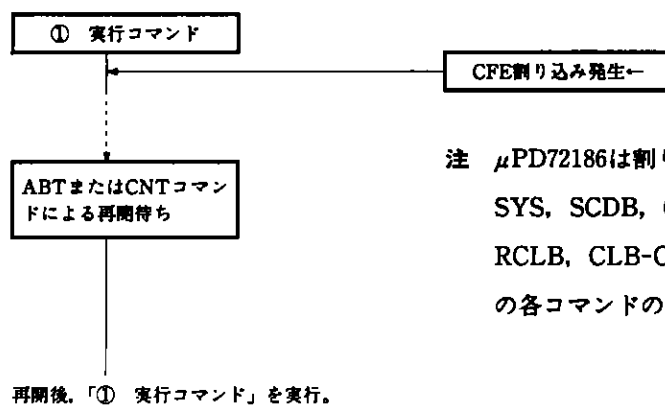 ① 実行コマンド
CFE割り込み発生←
ABTまたはCNTコマン
ドによる再開待ち
注 μPD72186は割り
SYS, SCDB,
RCLB, CLB-C
の各コマンドの
再開後,「① 実行コマンド」を実行。